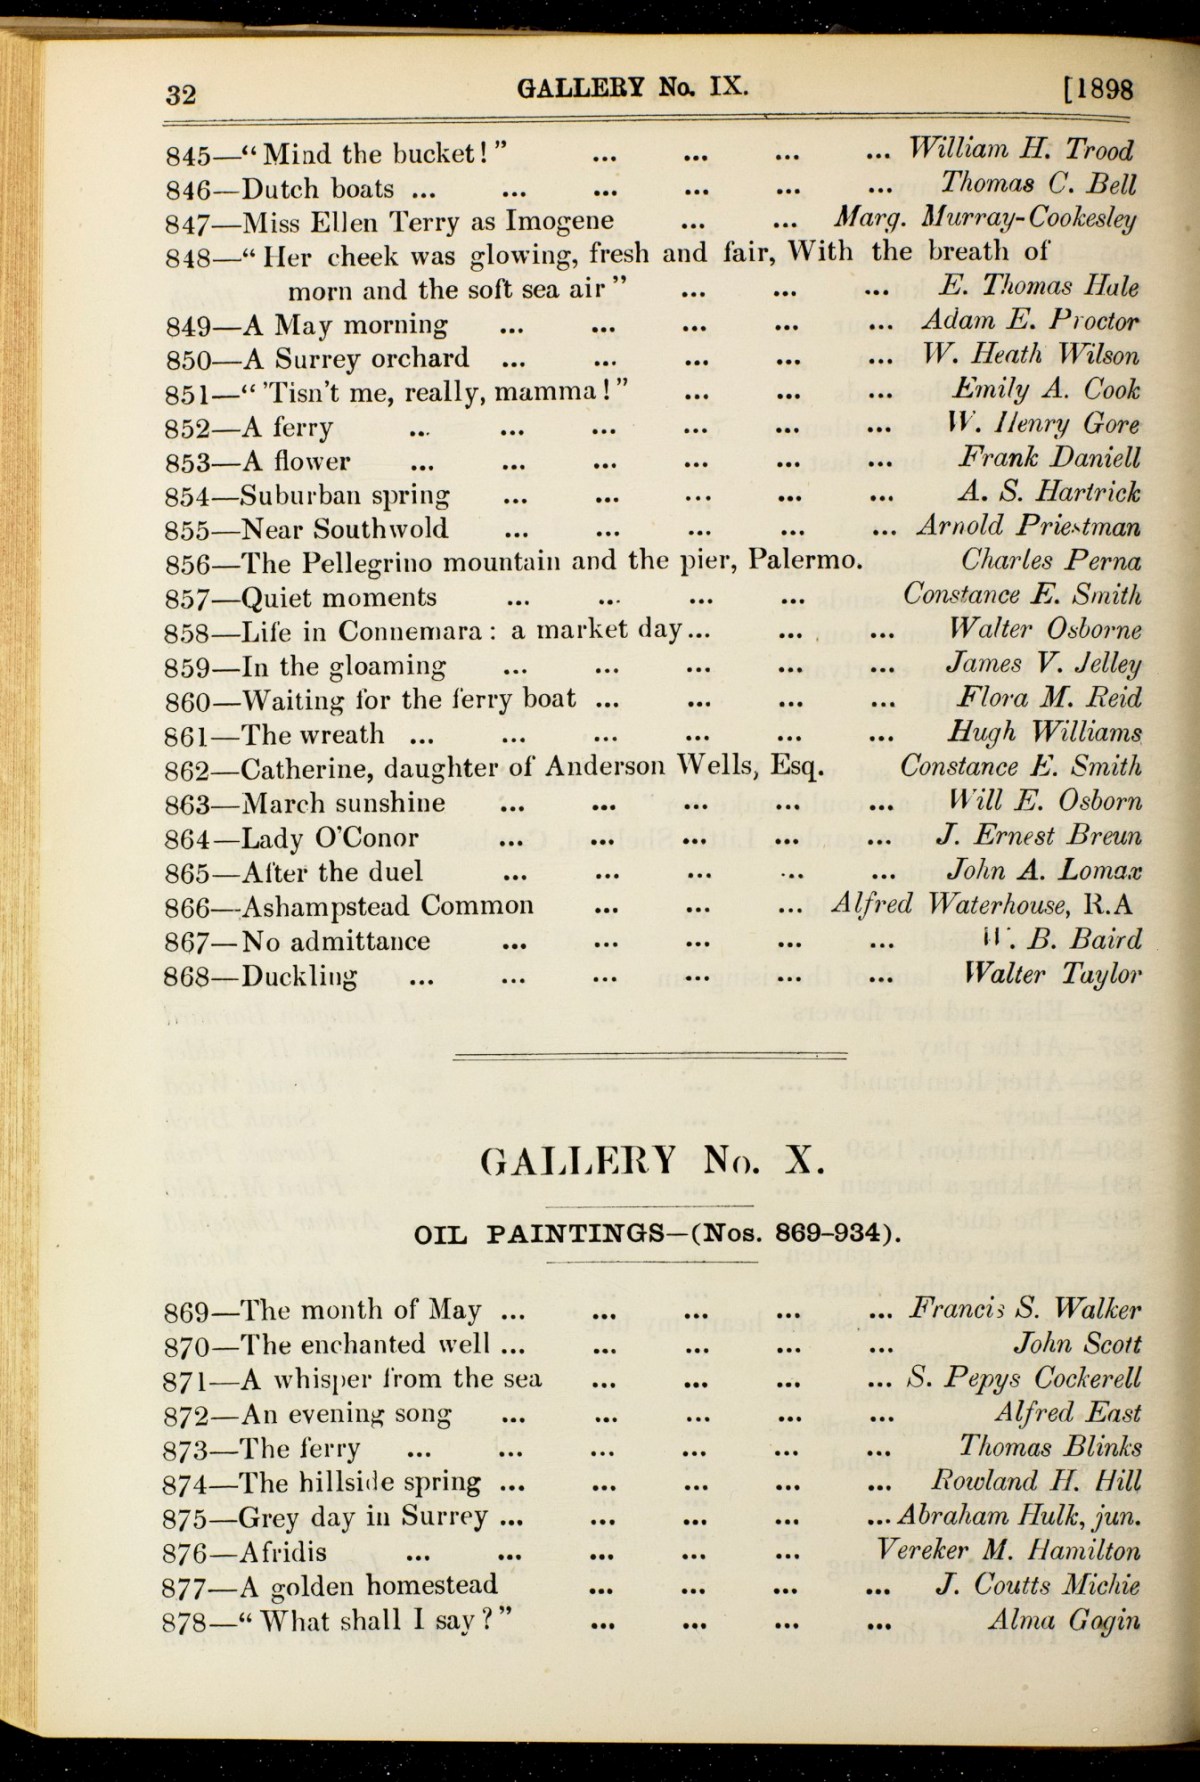 32 GALLERY No. IX. [1898
845—“Mind the bucket!” ... ... ... ... William H. Trood
846—Dutch boats ... ... ... ... ... ... Thomas C. Bell
847—Miss Ellen Terry as Imogene ... ... Marg. Murray-Cookesley
848—“Her cheek was glowing, fresh and fair, With the breath of
morn and the soft sea air” ... ... ... E. Thomas Hale
849—A May morning ... ... ... ... ... Adam E. Proctor
850—A Surrey orchard ... ... ... ... ... W. Heath Wilson
851—“'Tisn't me, really, mamma!” ... ... ... Emily A. Cook
852—A ferry ... ... ... ... ... ... W. Henry Gore
853—A flower ... ... ... ... ... ... Frank Daniell
854—Suburban spring ... ... ... ... ... A. S. Hartrick
855—Near Southwold ... ... ... ... ... Arnold Priestman
856—The Pellegrino mountain and the pier, Palermo. Charles Perna
857—Quiet moments ... ... ... ... Constance E. Smith
858—Life in Connemara: a market day... ... ... Walter Osborne
859—In the gloaming ... ... ... ... ... James V. Jelley
860—Waiting for the ferry boat ... ... ... ... Flora M. Reid
861—The wreath ... ... ... ... ... ... Hugh Williams
862—Catherine, daughter of Anderson Wells, Esq. Constance E. Smith
863—March sunshine ... ... ... ... ... Will E. Osborn
864—Lady O'Conor ... ... ... ... ... J. Ernest Breun
865—After the duel ... ... ... ... ... John A. Lomax
866—Ashampstead Common ... ... ... Alfred Waterhouse, R.A
867—No admittance ... ... ... ... ... W. B. Baird
868—Duckling ... ... ... ... ... ... Walter Taylor
GALLERY No. X.
OIL PAINTINGS—(Nos. 869-934).
869—The month of May ... ... ... ... ... Francis S. Walker
870—The enchanted well ... ... ... ... ... John Scott
871—A whisper from the sea ... ... ... ... S. Pepys Cockerell
872—An evening song ... ... ... ... ... Alfred East
873—The ferry ... ... ... ... ... ... Thomas Blinks
874—The hillside spring ... ... ... ... ... Rowland H. Hill
875—Grey day in Surrey ... ... ... ... ... Abraham Hulk, jun.
876—Afridis ... ... ... ... ... Vereker M. Hamilton
877—A golden homestead ... ... ... ... J. Coutts Michie
878—“What shall I say?” ... ... ... ... Alma Gogin